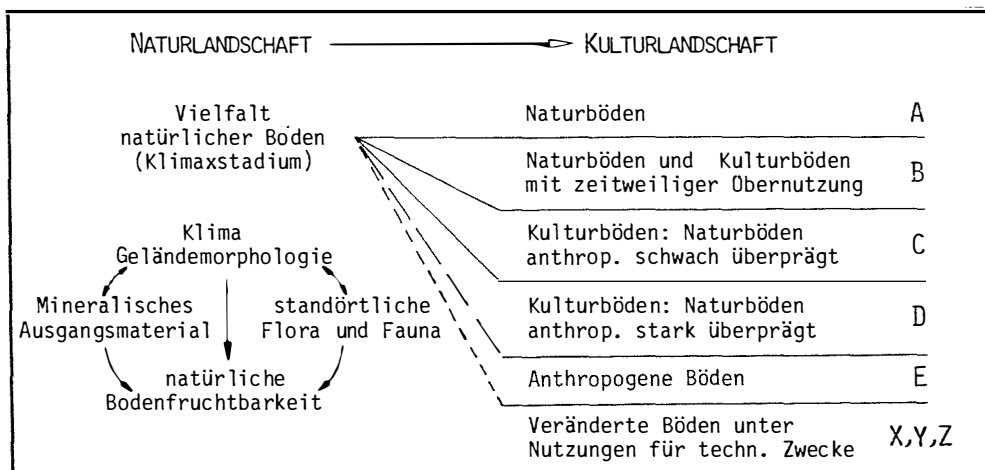 NATURLANDSCHAFT KULTURLANDSCHAFT
Vielfalt
natürlicher Boden
(Klimaxstadium)
Klima
Geländemorphologie
Mineralisches
Ausgangsmaterial
standörtliche
Flora und Fauna
natürliche
Bodenfruchtbarkeit
Naturböden A
Naturböden und Kulturböden
mit zeitweiliger Obernutzung B
Kulturböden: Naturböden
anthrop. schwach überprägt C
Kulturböden: Naturböden
anthrop. stark überprägt D
Anthropogene Böden E
Veränderte Böden unter
Nutzungen für techn. Zwecke X,Y,Z